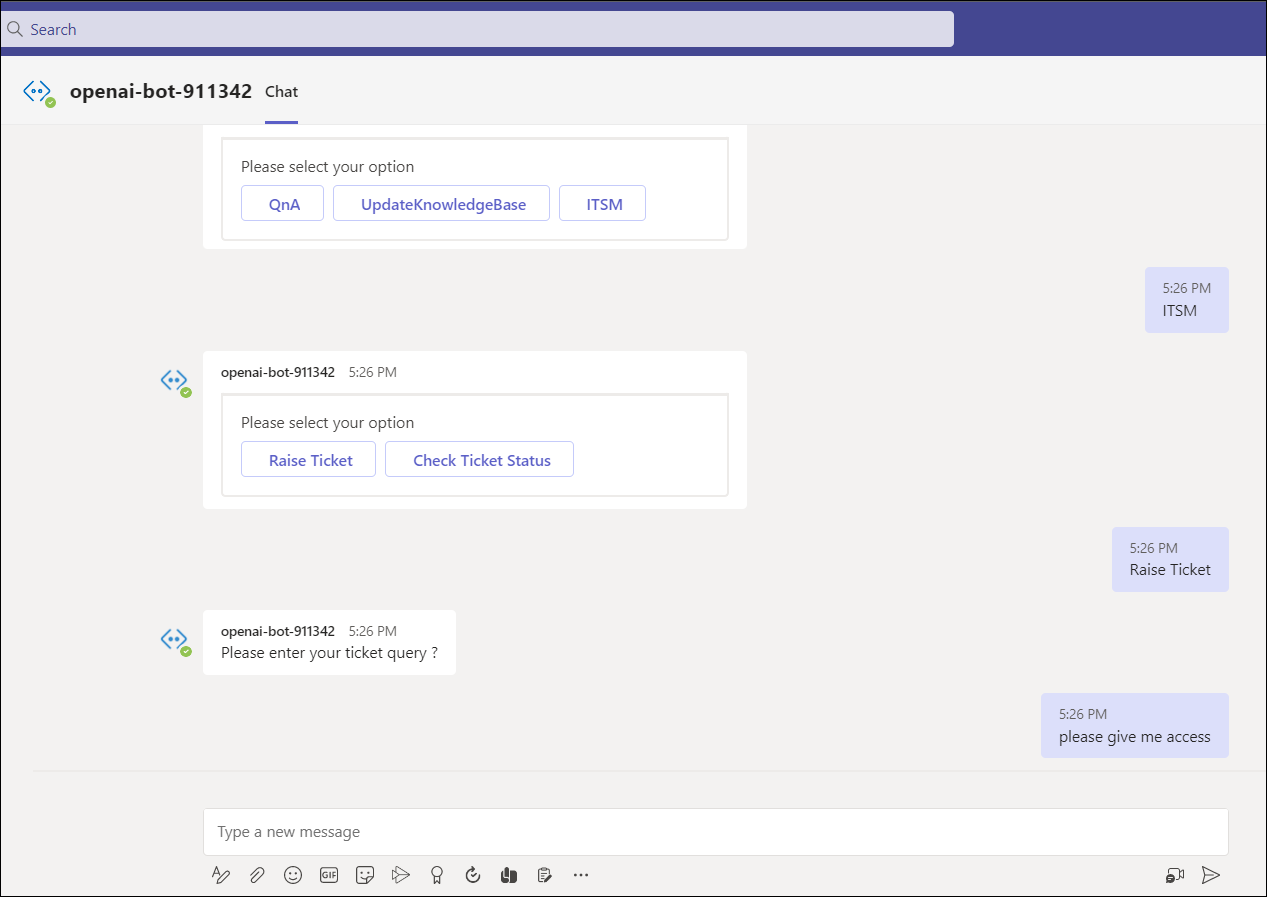 Search
openai-bot-911342 Chat
Please select your option
QnA UpdateKnowledgeBase ITSM
5:26 PM
ITSM
openai-bot-911342 5:26 PM
Please select your option
Raise Ticket Check Ticket Status
5:26 PM
Raise Ticket
openai-bot-911342 5:26 PM
Please enter your ticket query ?
5:26 PM
please give me access
Type a new message
GIF